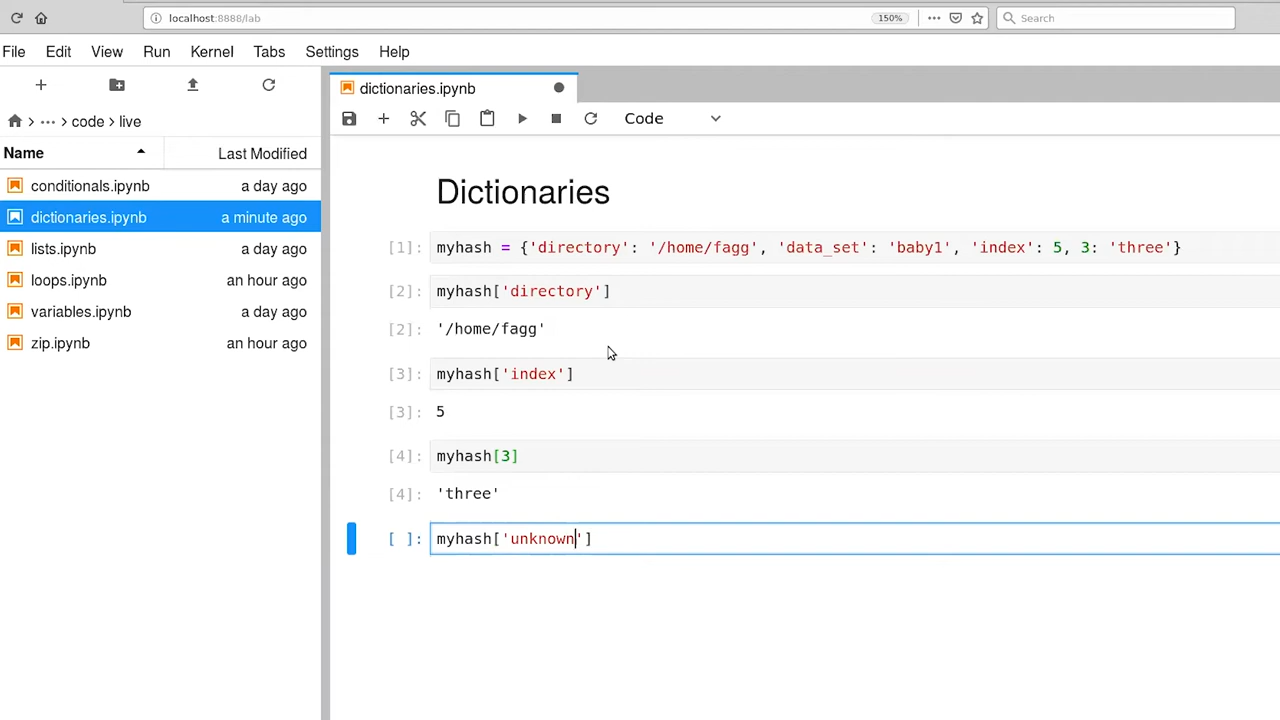 localhost:8888/lab
150%
Search
File Edit View Run Kernel Tabs Settings Help
dictionaries.ipynb
code live
Code
Name Last Modified
conditionals.ipynb a day ago
dictionaries.ipynb a minute ago
lists.ipynb a day ago
loops.ipynb an hour ago
variables.ipynb a day ago
zip.ipynb an hour ago
Dictionaries
[1]: myhash = {'directory': '/home/fagg', 'data_set': 'baby1', 'index': 5, 3: 'three'}
[2]: myhash['directory']
[2]: '/home/fagg'
[3]: myhash['index']
[3]: 5
[4]: myhash[3]
[4]: 'three'
[ ]: myhash['unknown']